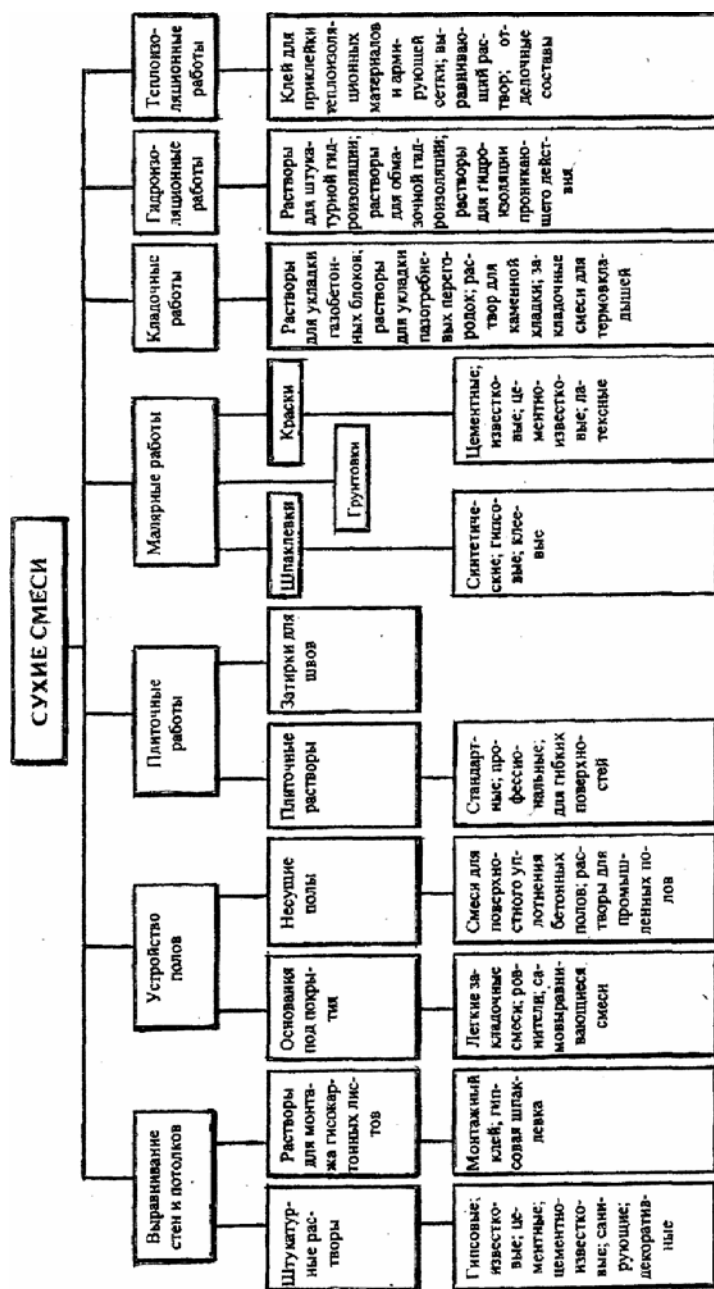 СУХИЕ СМЕСИ
Выравнивание
стен и потолков
Устройство
полов
Плиточные
работы
Малярные работы
Кладочные
работы
Гидроизо-
ляционные
работы
Теплоизо-
ляционные
работы
Штукатур-
ные рас-
творы
Растворы
для монта-
жа гисокар-
тонных лис-
тов
Основания
под покры-
тия
Несущие
полы
Плиточные
растворы
Затирки для
швов
Шпаклевки
Грунтовки
Краски
Растворы
для укладки
газобетон-
ных блоков;
растворы
для укладки
пазогребне-
вых перего-
родок; рас-
твор для
каменной
кладки; за-
кладочные
смеси для
термовкла-
дышей
Растворы
для штука-
турной гид-
роизоляции;
растворы
для обма-
зочной гид-
роизоляции;
растворы
для гидро-
изоляции
проникаю-
щего дейст-
вия
Клей для
приклейки
теплоизоля-
ционных
материалов
и арми-
рующей
сетки; вы-
равниваю-
щий рас-
твор; от-
делочные
составы
Гипсовые;
известко-
вые; це-
ментные;
цементно-
известко-
вые; сани-
рующие;
декоратив-
ные
Монтажный
клей; гип-
совая шпак-
левка
Легкие за-
кладочные
смеси; ров-
нители; са-
мовыравни-
вающиеся
смеси
Смеси для
поверхно-
стного уп-
лотнения
бетонных
полов; рас-
творы для
промыш-
ленных по-
лов
Стандарт-
ные; про-
фессио-
нальные;
для гибких
поверхно-
стей
Синтетиче-
ские; гипсо-
вые; клее-
вые
Цементные;
известко-
вые; це-
ментно-
известко-
вые; ла-
тексные